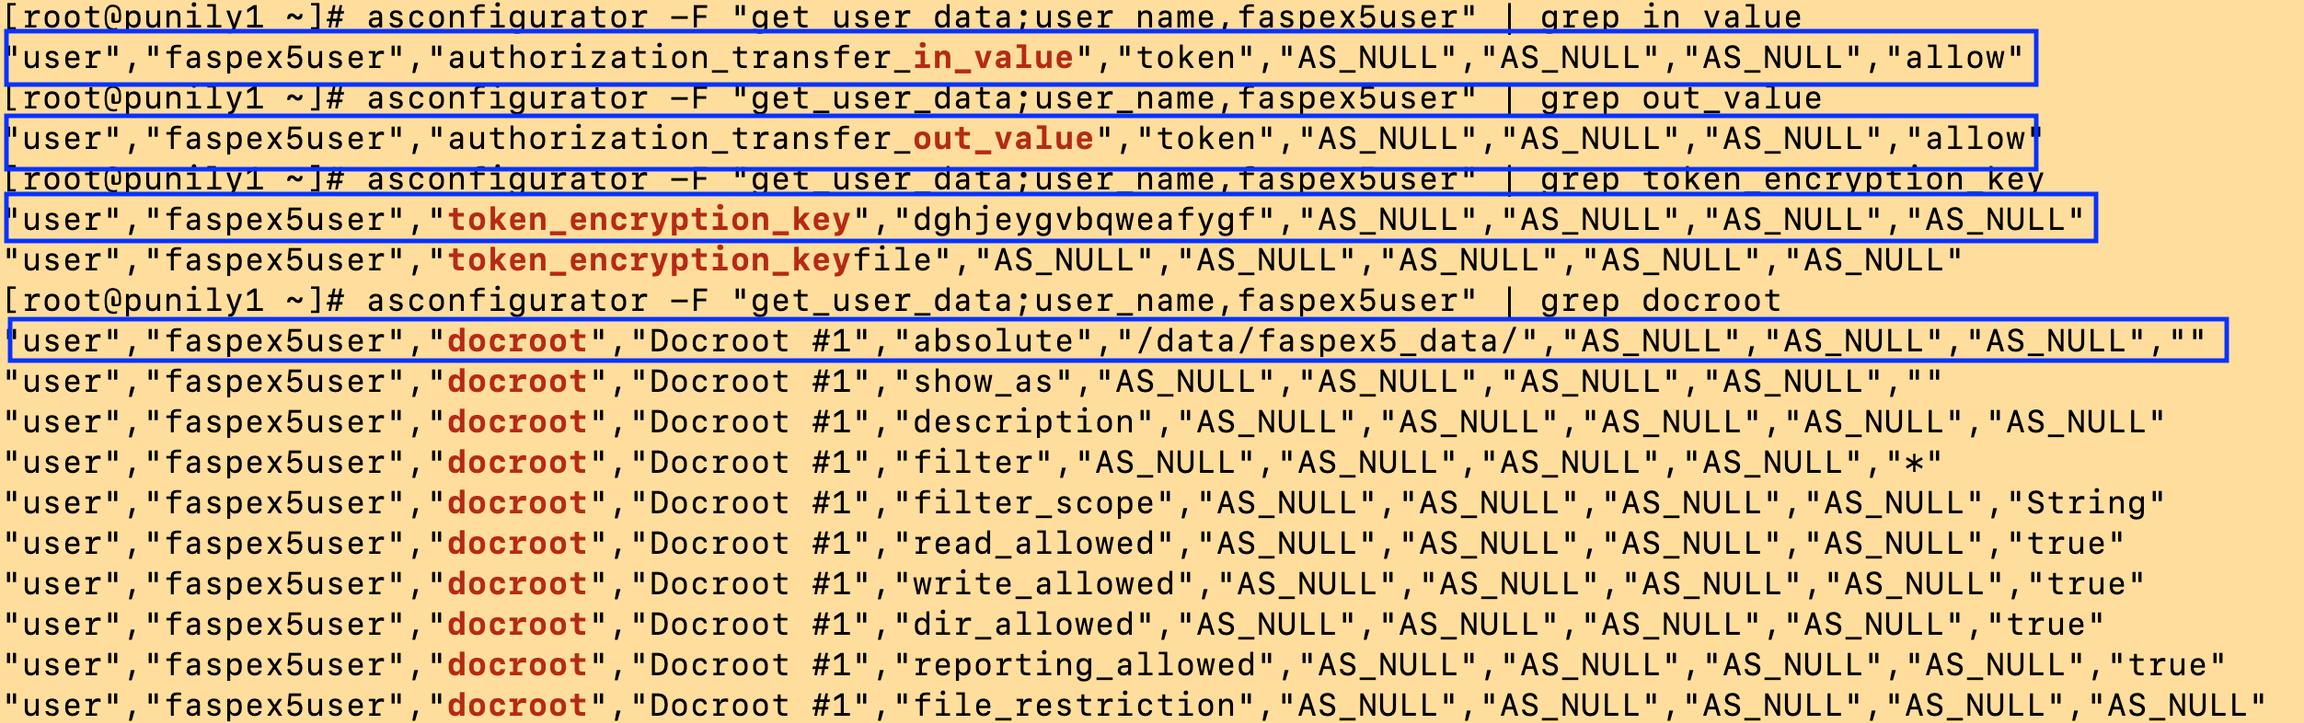 [root@punily1 ~]# asconfigurator -F "get_user_data;user_name,faspex5user" | grep in_value
"user","faspex5user","authorization_transfer_in_value","token","AS_NULL","AS_NULL","AS_NULL","allow"
[root@punily1 ~]# asconfigurator -F "get_user_data;user_name,faspex5user" | grep out_value
"user","faspex5user","authorization_transfer_out_value","token","AS_NULL","AS_NULL","AS_NULL","allow"
[root@punily1 ~]# asconfigurator -F "get_user_data;user_name,faspex5user" | grep token_encryption_key
"user","faspex5user","token_encryption_key","dghjeygvbqweafygf","AS_NULL","AS_NULL","AS_NULL","AS_NULL"
"user","faspex5user","token_encryption_keyfile","AS_NULL","AS_NULL","AS_NULL","AS_NULL","AS_NULL"
[root@punily1 ~]# asconfigurator -F "get_user_data;user_name,faspex5user" | grep docroot
"user","faspex5user","docroot","Docroot #1","absolute","/data/faspex5_data/","AS_NULL","AS_NULL","AS_NULL",""
"user","faspex5user","docroot","Docroot #1","show_as","AS_NULL","AS_NULL","AS_NULL","AS_NULL",""
"user","faspex5user","docroot","Docroot #1","description","AS_NULL","AS_NULL","AS_NULL","AS_NULL","AS_NULL"
"user","faspex5user","docroot","Docroot #1","filter","AS_NULL","AS_NULL","AS_NULL","AS_NULL","*"
"user","faspex5user","docroot","Docroot #1","filter_scope","AS_NULL","AS_NULL","AS_NULL","AS_NULL","String"
"user","faspex5user","docroot","Docroot #1","read_allowed","AS_NULL","AS_NULL","AS_NULL","AS_NULL","true"
"user","faspex5user","docroot","Docroot #1","write_allowed","AS_NULL","AS_NULL","AS_NULL","AS_NULL","true"
"user","faspex5user","docroot","Docroot #1","dir_allowed","AS_NULL","AS_NULL","AS_NULL","AS_NULL","true"
"user","faspex5user","docroot","Docroot #1","reporting_allowed","AS_NULL","AS_NULL","AS_NULL","AS_NULL","true"
"user","faspex5user","docroot","Docroot #1","file_restriction","AS_NULL","AS_NULL","AS_NULL","AS_NULL","AS_NULL"